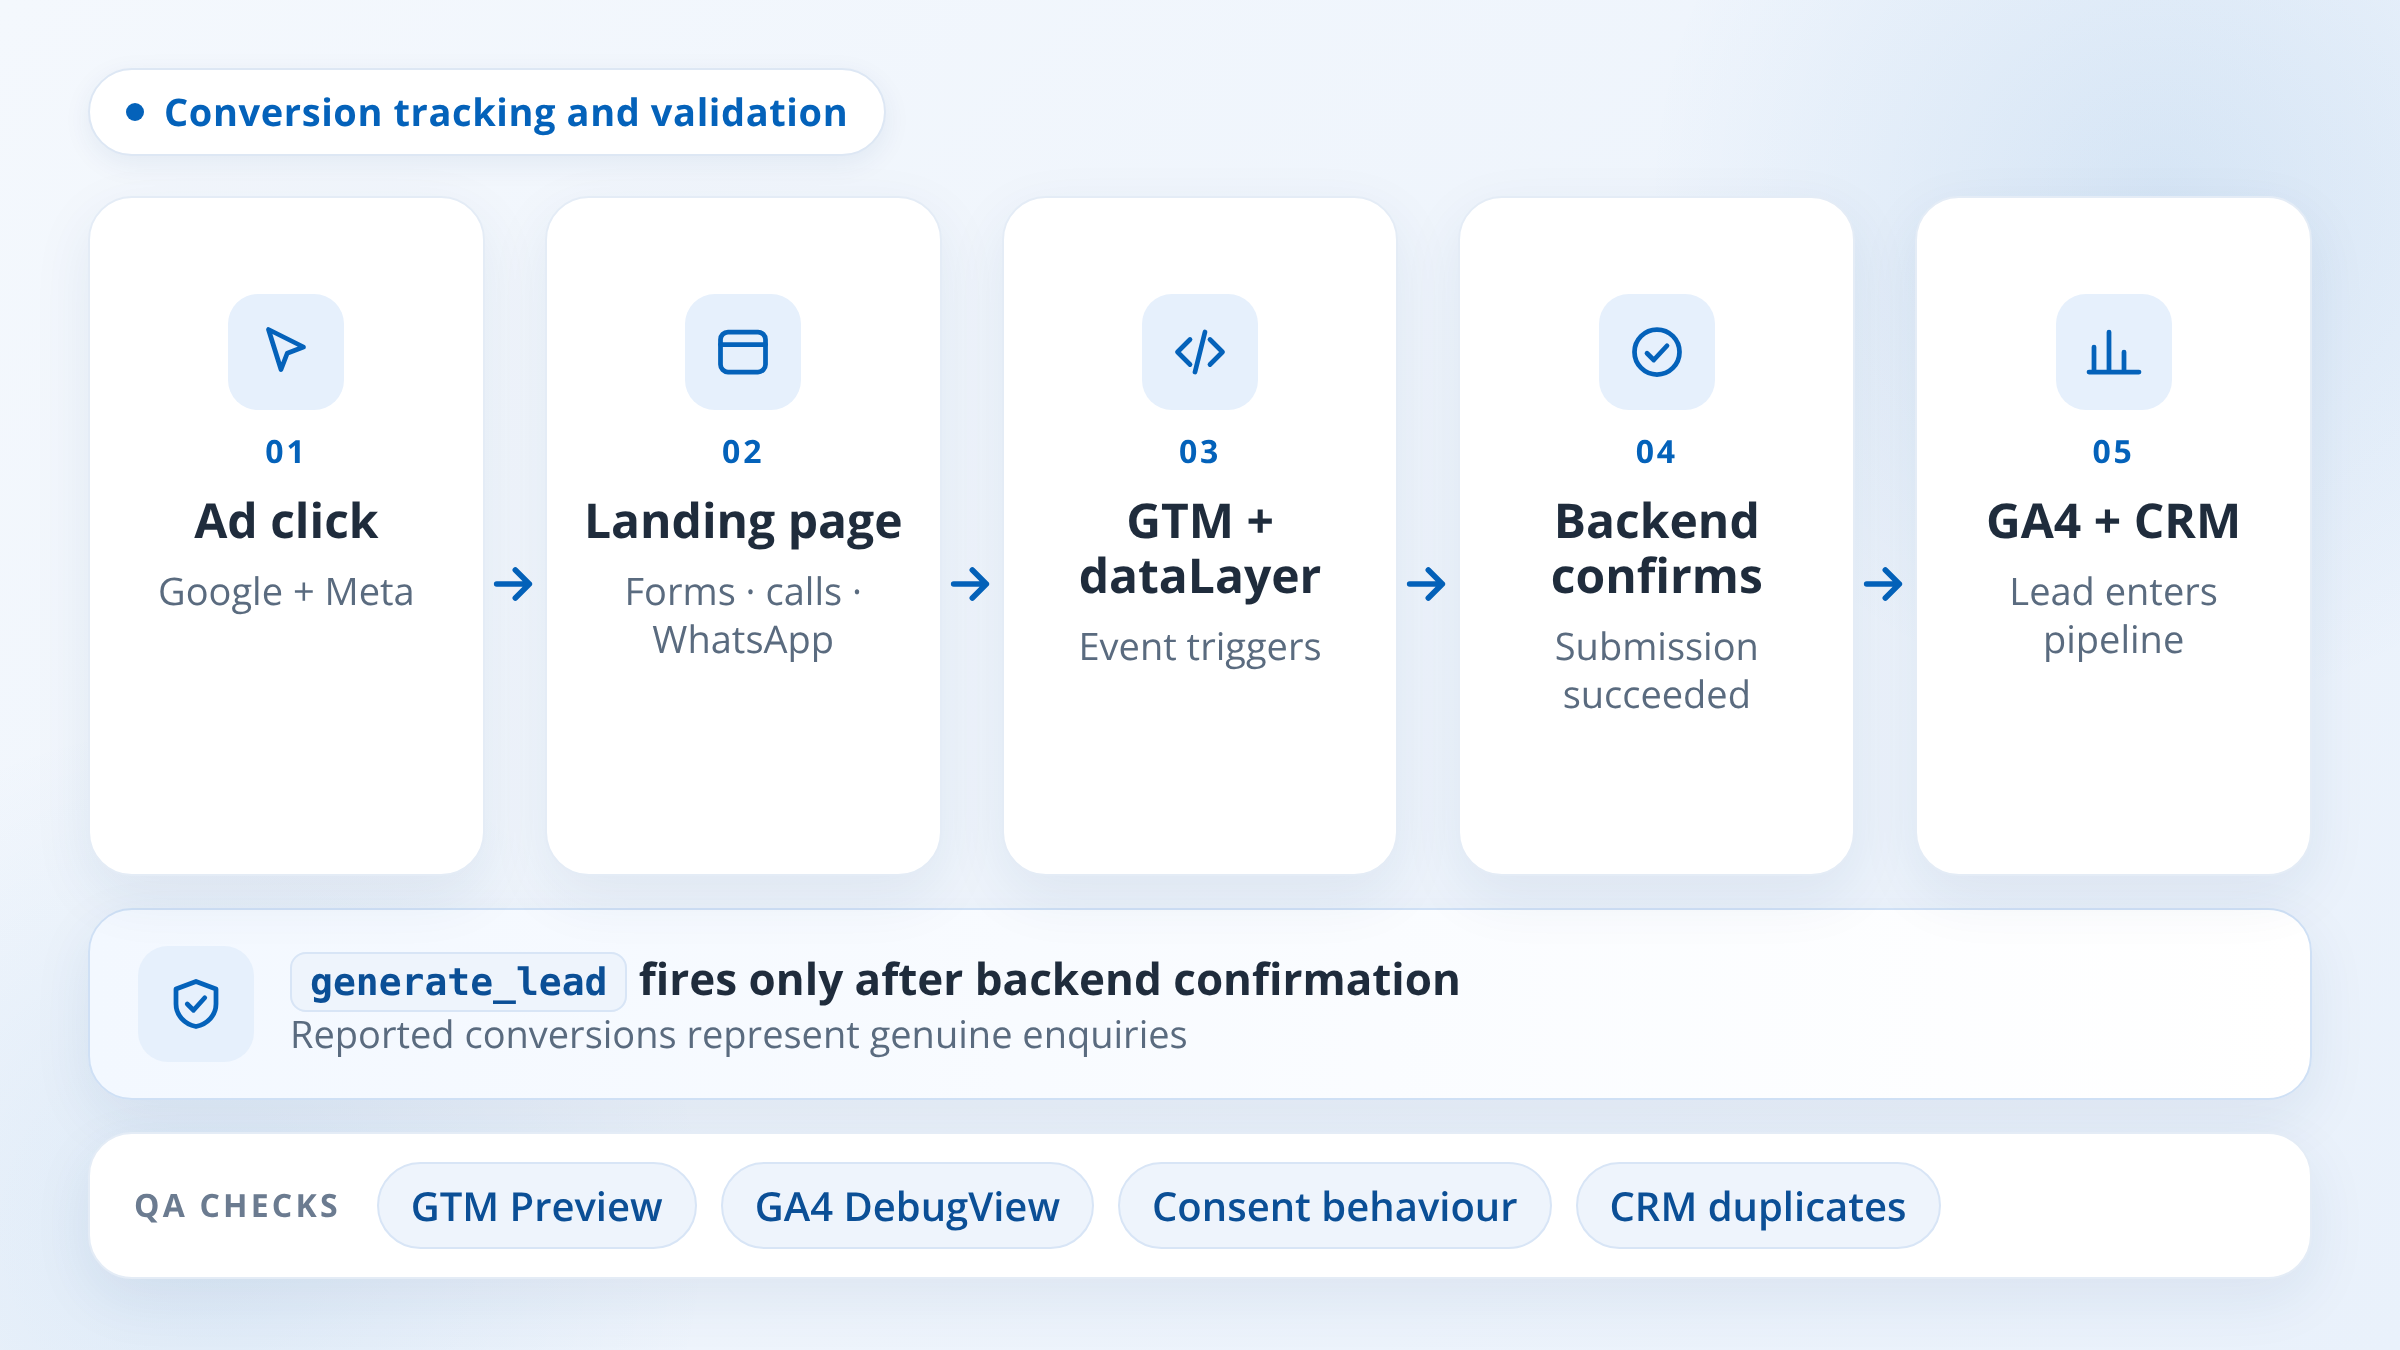 Conversion tracking and validation
01
Ad click
Google + Meta
02
Landing page
Forms · calls ·
WhatsApp
03
GTM +
dataLayer
Event triggers
04
Backend
confirms
Submission
succeeded
05
GA4 + CRM
Lead enters
pipeline
generate_lead fires only after backend confirmation
Reported conversions represent genuine enquiries
QA CHECKS GTM Preview GA4 DebugView Consent behaviour CRM duplicates